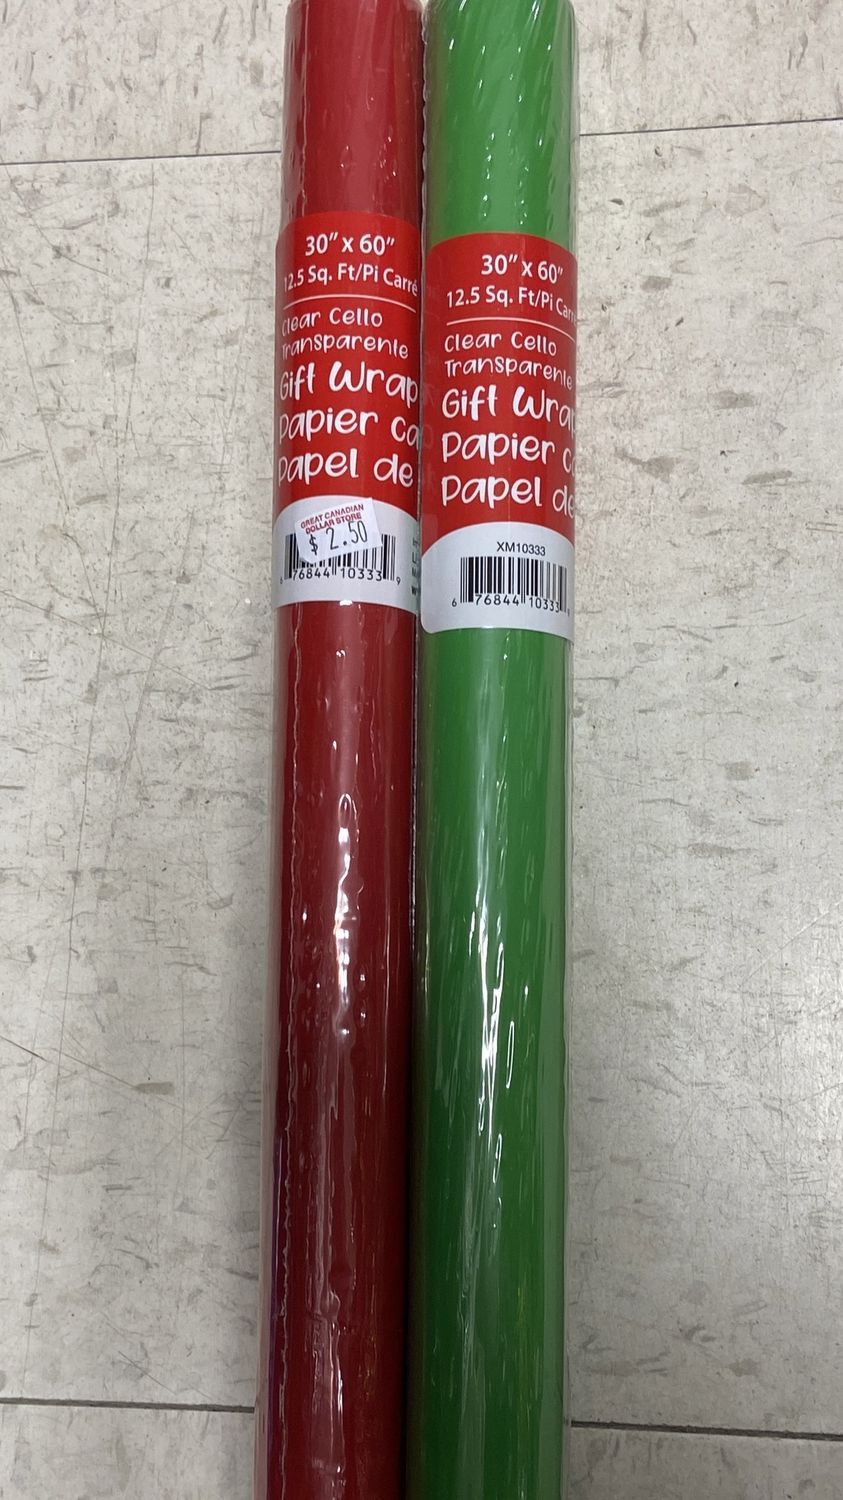 30" x 60"
12.5 Sq. Ft/Pi Carré
Clear Cello
Transparente
Gift Wrap
Papier
Papel de
GREAT CANADIAN
DOLLAR STORE
$ 2.50
6 76844 10333 9
30" x 60"
12.5 Sq. Ft/Pi Carré
Clear Cello
Transparente
Gift Wrap
Papier
Papel de
XM10333
6 76844 10333